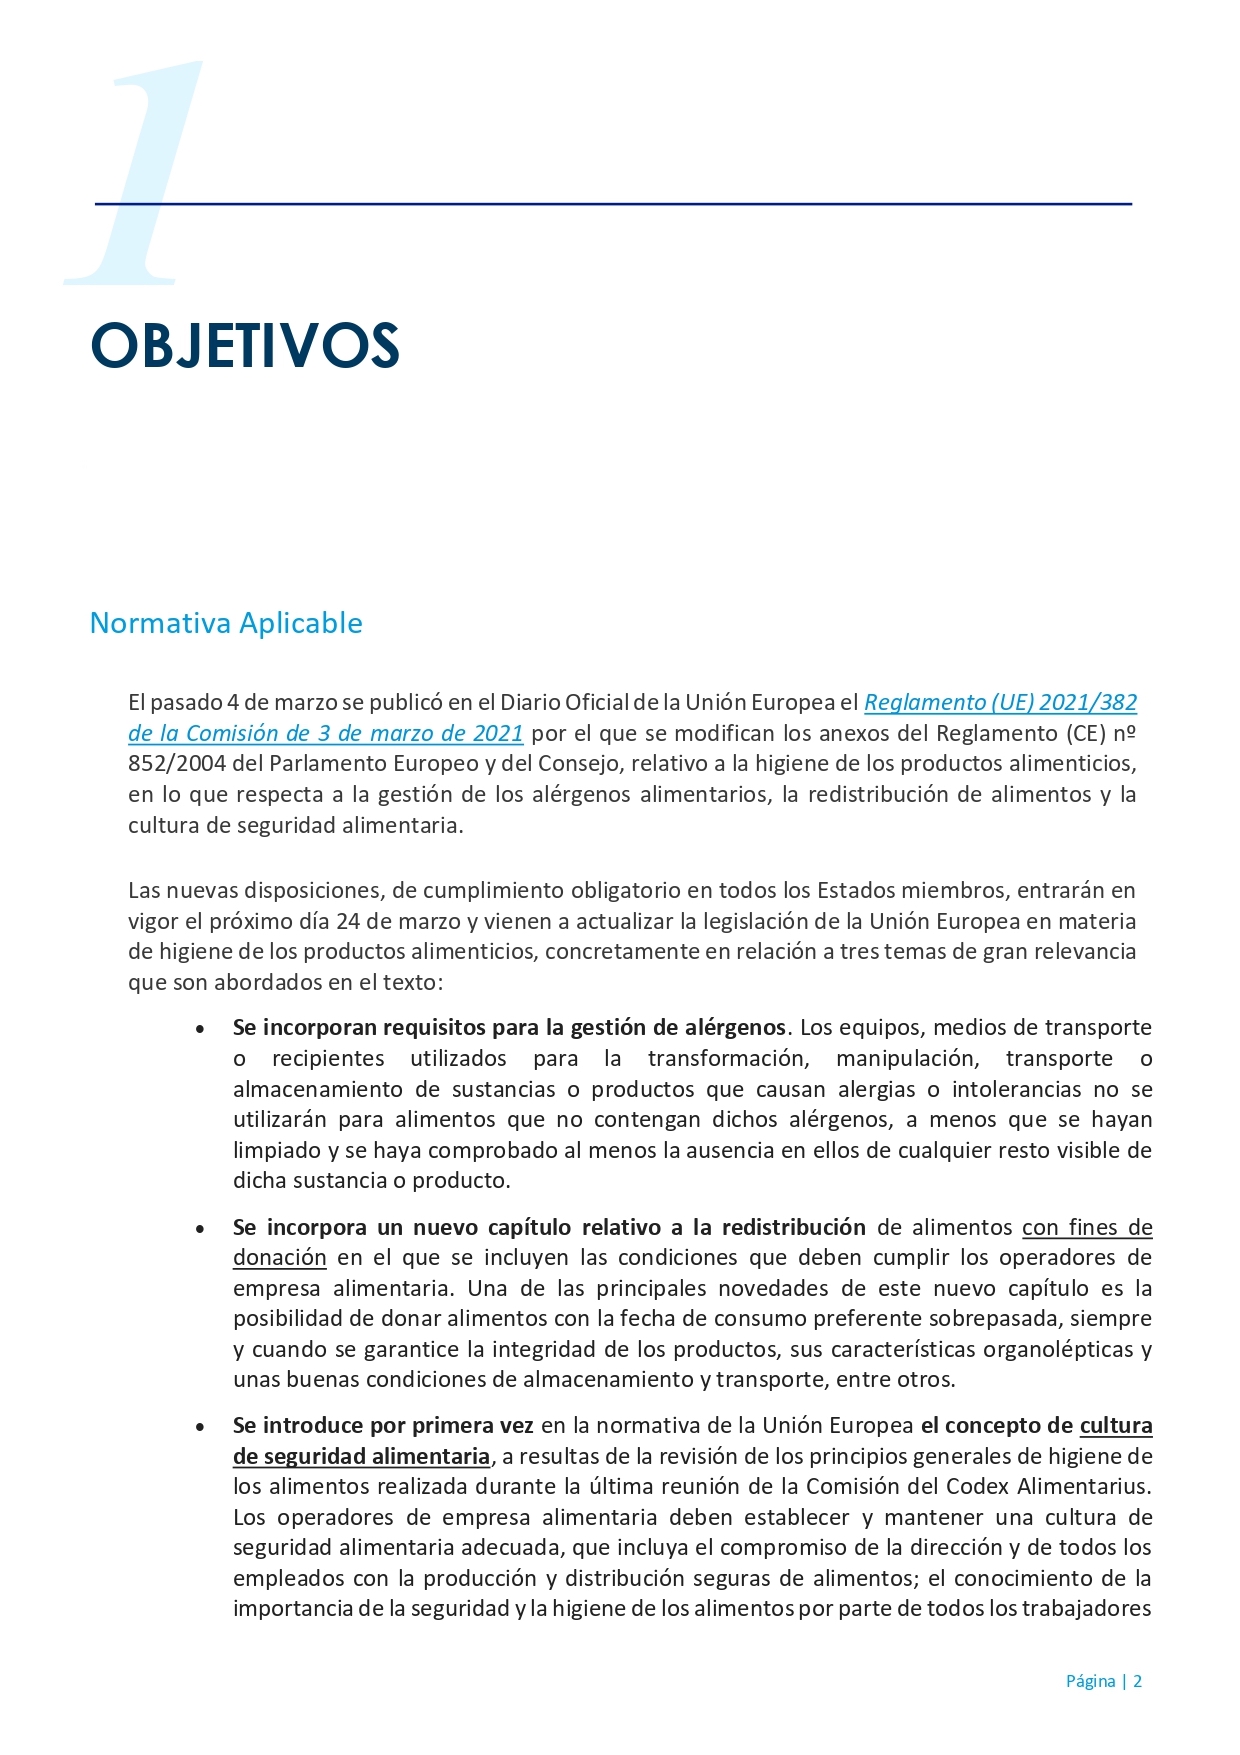 1
OBJETIVOS
Normativa Aplicable
El pasado 4 de marzo se publicó en el Diario Oficial de la Unión Europea el Reglamento (UE) 2021/382
de la Comisión de 3 de marzo de 2021 por el que se modifican los anexos del Reglamento (CE) nº
852/2004 del Parlamento Europeo y del Consejo, relativo a la higiene de los productos alimenticios,
en lo que respecta a la gestión de los alérgenos alimentarios, la redistribución de alimentos y la
cultura de seguridad alimentaria.
Las nuevas disposiciones, de cumplimiento obligatorio en todos los Estados miembros, entrarán en
vigor el próximo día 24 de marzo y vienen a actualizar la legislación de la Unión Europea en materia
de higiene de los productos alimenticios, concretamente en relación a tres temas de gran relevancia
que son abordados en el texto:
• Se incorporan requisitos para la gestión de alérgenos. Los equipos, medios de transporte
o recipientes utilizados para la transformación, manipulación, transporte o
almacenamiento de sustancias o productos que causan alergias o intolerancias no se
utilizarán para alimentos que no contengan dichos alérgenos, a menos que se hayan
limpiado y se haya comprobado al menos la ausencia en ellos de cualquier resto visible de
dicha sustancia o producto.
• Se incorpora un nuevo capítulo relativo a la redistribución de alimentos con fines de
donación en el que se incluyen las condiciones que deben cumplir los operadores de
empresa alimentaria. Una de las principales novedades de este nuevo capítulo es la
posibilidad de donar alimentos con la fecha de consumo preferente sobrepasada, siempre
y cuando se garantice la integridad de los productos, sus características organolépticas y
unas buenas condiciones de almacenamiento y transporte, entre otros.
• Se introduce por primera vez en la normativa de la Unión Europea el concepto de cultura
de seguridad alimentaria, a resultas de la revisión de los principios generales de higiene de
los alimentos realizada durante la última reunión de la Comisión del Codex Alimentarius.
Los operadores de empresa alimentaria deben establecer y mantener una cultura de
seguridad alimentaria adecuada, que incluya el compromiso de la dirección y de todos los
empleados con la producción y distribución seguras de alimentos; el conocimiento de la
importancia de la seguridad y la higiene de los alimentos por parte de todos los trabajadores
Página | 2